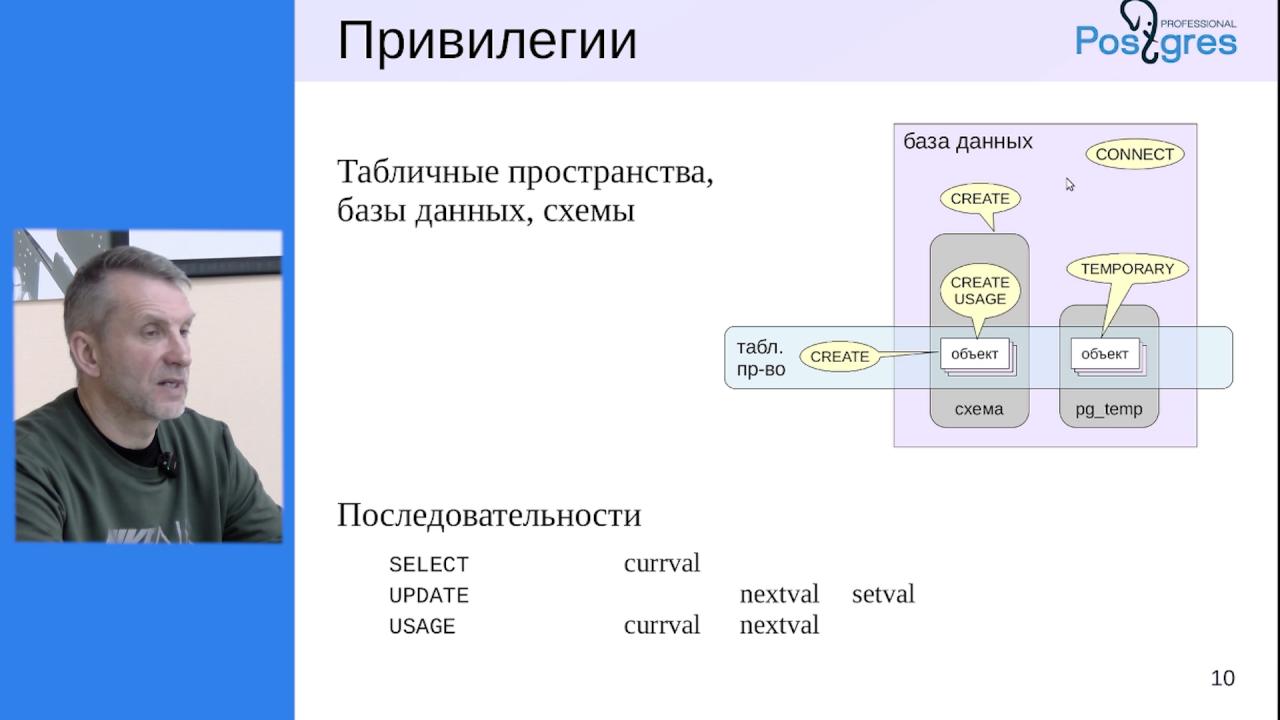 Привилегии
PROFESSIONAL
Postgres
Табличные пространства,
базы данных, схемы
база данных
CONNECT
CREATE
TEMPORARY
CREATE
USAGE
табл.
пр-во
CREATE
объект
объект
схема
pg_temp
Последовательности
SELECT currval
UPDATE nextval setval
USAGE currval nextval
10